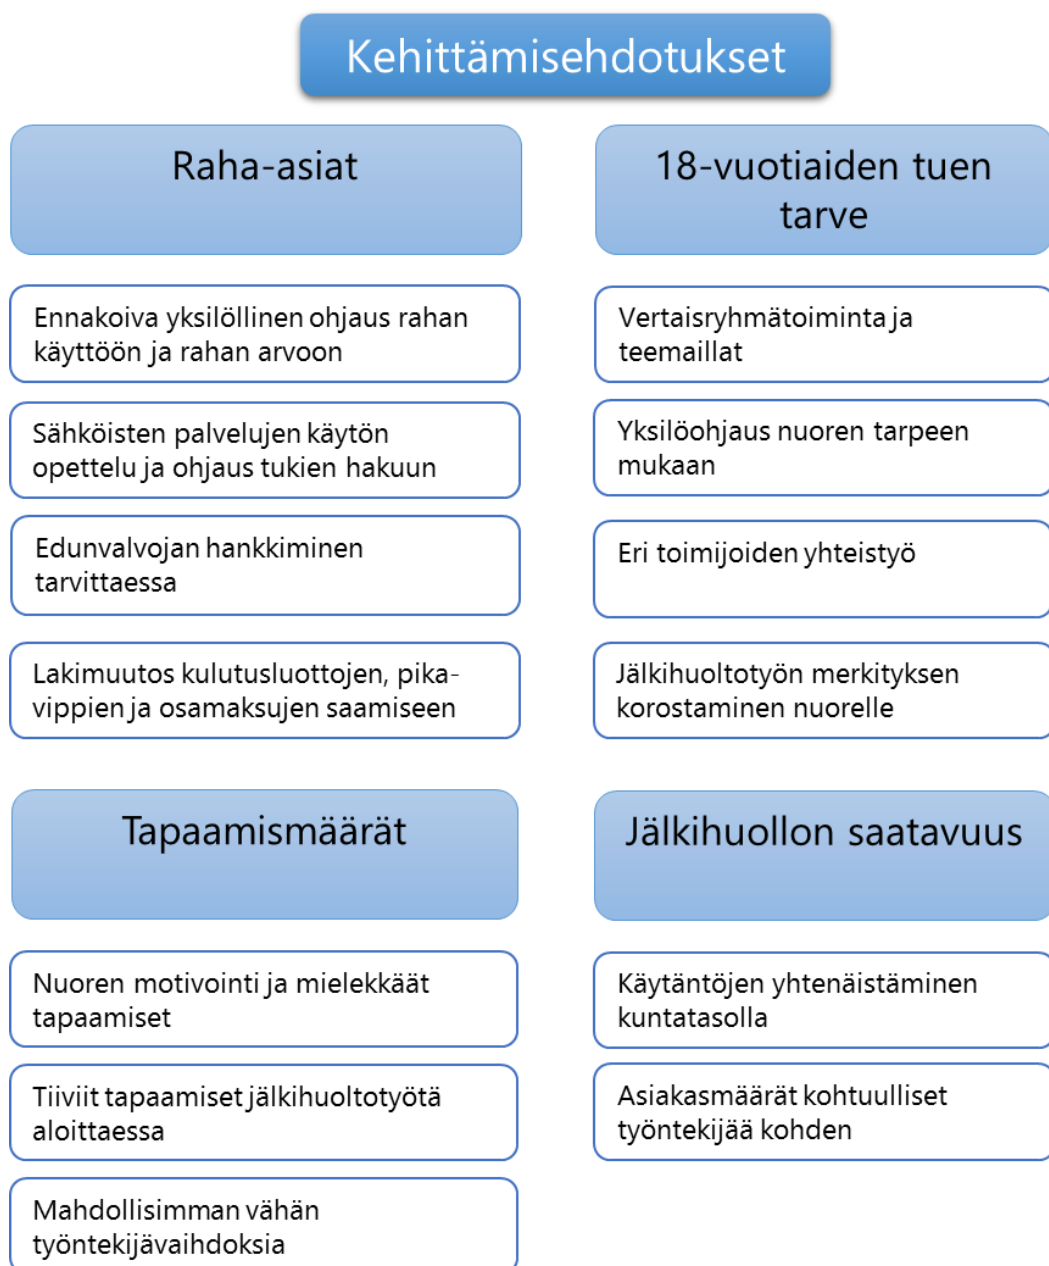 Kehittämisehdotukset
Raha-asiat
Ennakoiva yksilöllinen ohjaus rahan
käyttöön ja rahan arvoon
Sähköisten palvelujen käytön
opettelu ja ohjaus tukien hakuun
Edunvalvojan hankkiminen
tarvittaessa
Lakimuutos kulutusluottojen, pika-
vippien ja osamaksujen saamiseen
18-vuotiaiden tuen
tarve
Vertaisryhmätoiminta ja
teemaillat
Yksilöohjaus nuoren tarpeen
mukaan
Eri toimijoiden yhteistyö
Jälkihuoltotyön merkityksen
korostaminen nuorelle
Tapaamismäärät
Nuoren motivointi ja mielekkäät
tapaamiset
Tiiviit tapaamiset jälkihuoltotyötä
aloittaessa
Mahdollisimman vähän
työntekijävaihdoksia
Jälkihuollon saatavuus
Käytäntöjen yhtenäistäminen
kuntatasolla
Asiakasmäärät kohtuulliset
työntekijää kohden